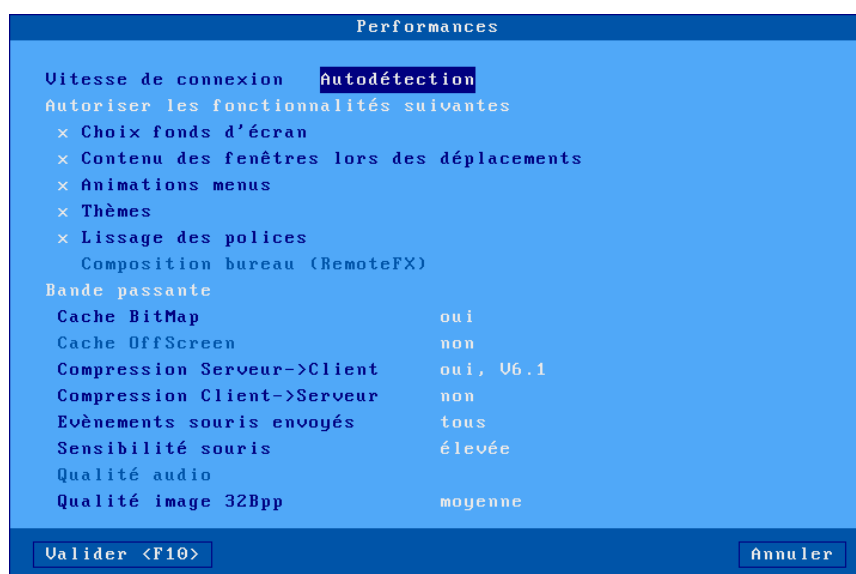 Performances
Vitesse de connexion Autodétection
Autoriser les fonctionnalités suivantes
x Choix fonds d'écran
x Contenu des fenêtres lors des déplacements
x Animations menus
x Thèmes
x Lissage des polices
Composition bureau (RemoteFX)
Bande passante
Cache BitMap oui
Cache OffScreen non
Compression Serveur->Client oui, V6.1
Compression Client->Serveur non
Evènements souris envoyés tous
Sensibilité souris élevée
Qualité audio
Qualité image 32Bpp moyenne
Valider <F10> Annuler